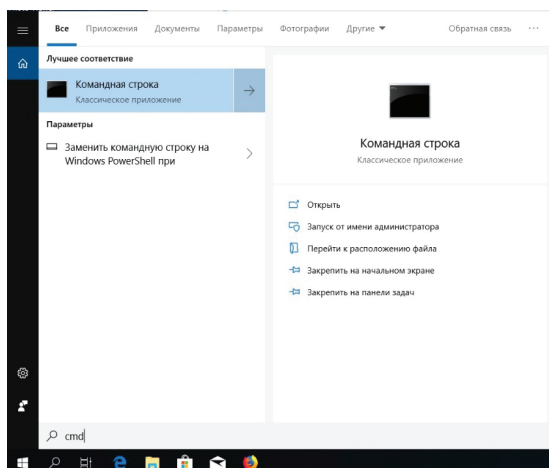 Все Приложения Документы Параметры Фотографии Другие Обратная связь
Лучшее соответствие
Командная строка
Классическое приложение
Параметры
Заменить командную строку на
Windows PowerShell при
Командная строка
Классическое приложение
Открыть
Запуск от имени администратора
Перейти к расположению файла
Закрепить на начальном экране
Закрепить на панели задач
cmd